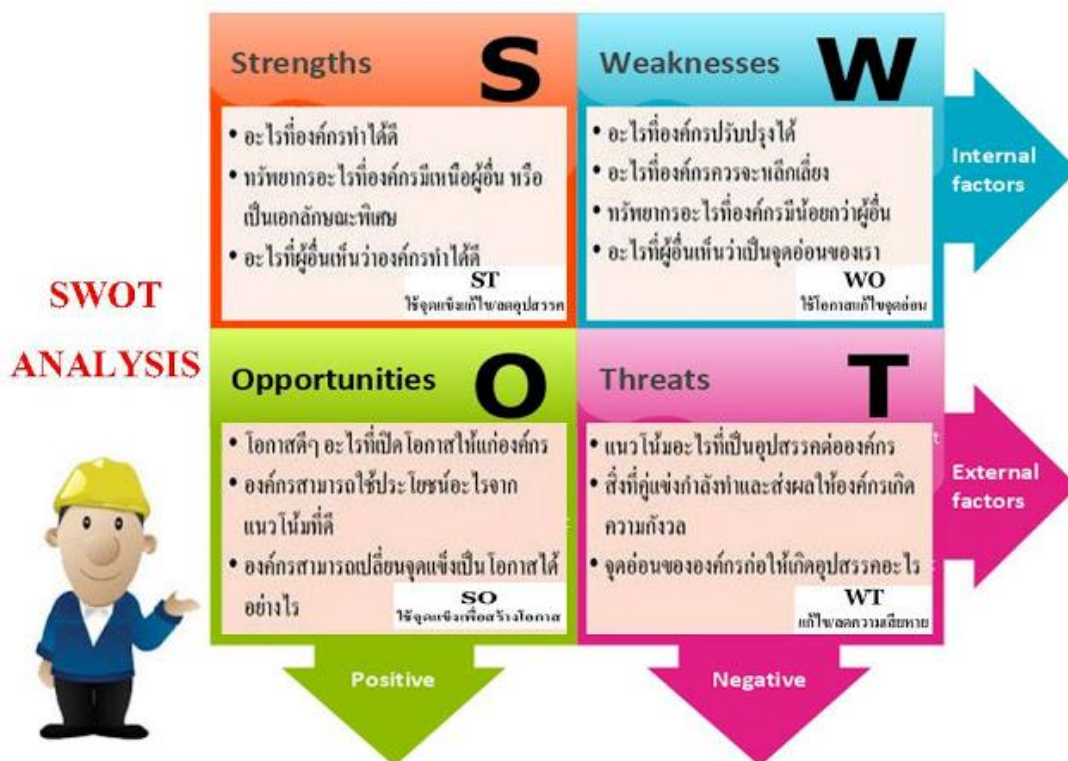 SWOT
ANALYSIS
Strengths
S
• อะไรที่องค์กรทำได้ดี
• ทรัพยากรอะไรที่องค์กรมีเหนือผู้อื่น หรือ
เป็นเอกลักษณะพิเศษ
• อะไรที่ผู้อื่นเห็นว่าองค์กรทำได้ดี
ST
ใช้จุดแข็งแก้ไข/ลดอุปสรรค
Weaknesses
W
• อะไรที่องค์กรปรับปรุงได้
• อะไรที่องค์กรควรจะหลีกเลี่ยง
• ทรัพยากรอะไรที่องค์กรมีน้อยกว่าผู้อื่น
• อะไรที่ผู้อื่นเห็นว่าเป็นจุดอ่อนของเรา
WO
ใช้โอกาสแก้ไขจุดอ่อน
Internal
factors
Opportunities
O
• โอกาสดีๆ อะไรที่เปิดโอกาสให้แก่องค์กร
• องค์กรสามารถใช้ประโยชน์อะไรจาก
แนวโน้มที่ดี
• องค์กรสามารถเปลี่ยนจุดแข็งเป็นโอกาสได้
อย่างไร
SO
ใช้จุดแข็งเพื่อสร้างโอกาส
Threats
T
• แนวโน้มอะไรที่เป็นอุปสรรคต่อองค์กร
• สิ่งที่คู่แข่งกำลังทำและส่งผลให้องค์กรเกิด
ความกังวล
• จุดอ่อนขององค์กรก่อให้เกิดอุปสรรคอะไร
WT
แก้ไข/ลดความเสียหาย
External
factors
Positive
Negative